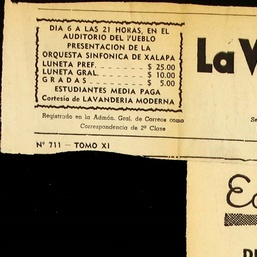 DIA 6 A LAS 21 HORAS, EN EL
AUDITORIO DEL PUEBLO
PRESENTACION DE LA
ORQUESTA SINFONICA DE XALAPA
LUNETA PREF. $ 25.00
LUNETA GRAL. $ 10.00
GRADAS $ 5.00
ESTUDIANTES MEDIA PAGA
Cortesía de LAVANDERIA MODERNA
Registrado en la Admón. Gral. de Correos como
Correspondencia de 2ª Clase
Nº 711 — TOMO XI
La
Se